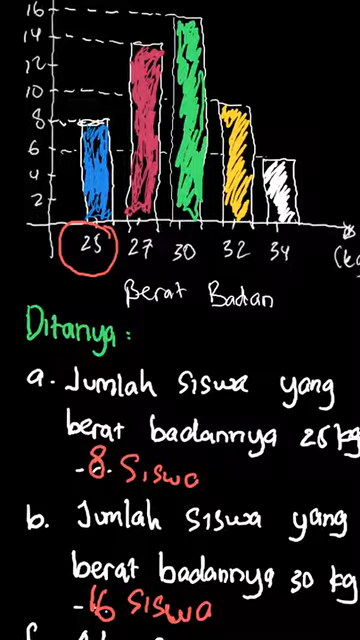 16
14
12
10
8
6
4
2
25 27 30 32 34 (k
Berat Badan
Ditanya:
a. Jumlah siswa yang
berat badannya 25 kg
- 8 Siswa
b. Jumlah siswa yang
berat badannya 30 kg
- 16 siswa